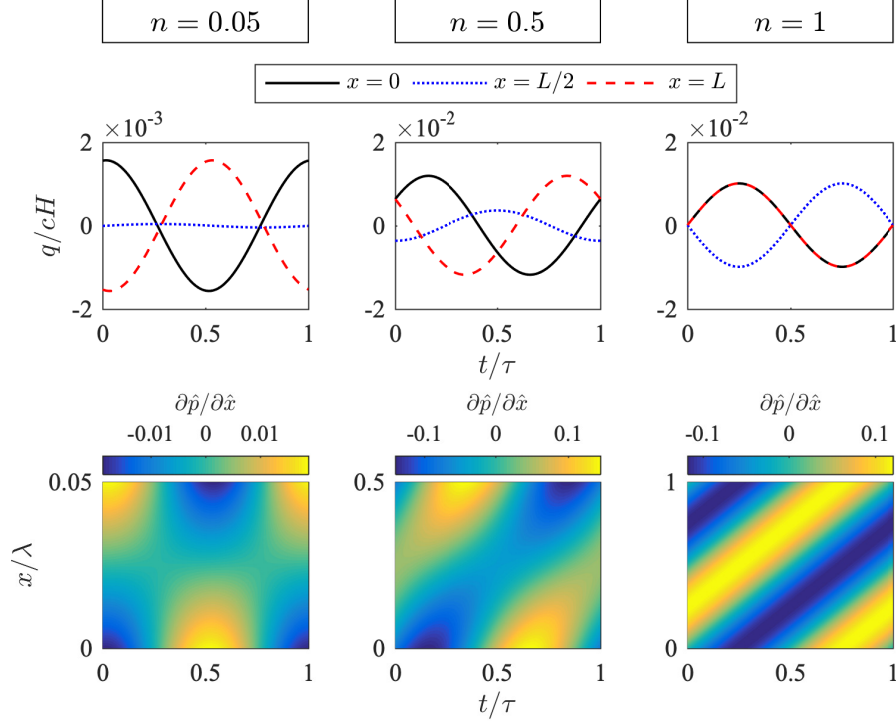 n = 0.05 n = 0.5 n = 1
x = 0 x = L/2 x = L
×10⁻³ ×10⁻² ×10⁻²
2 2 2
q/cH
0 0 0
-2 -2 -2
0 0.5 1 0 0.5 1 0 0.5 1
t/τ
∂p̂/∂x̂ ∂p̂/∂x̂ ∂p̂/∂x̂
-0.01 0 0.01 -0.1 0 0.1 -0.1 0 0.1
0.05 0.5 1
x/λ
0 0 0
0 0.5 1 0 0.5 1 0 0.5 1
t/τ